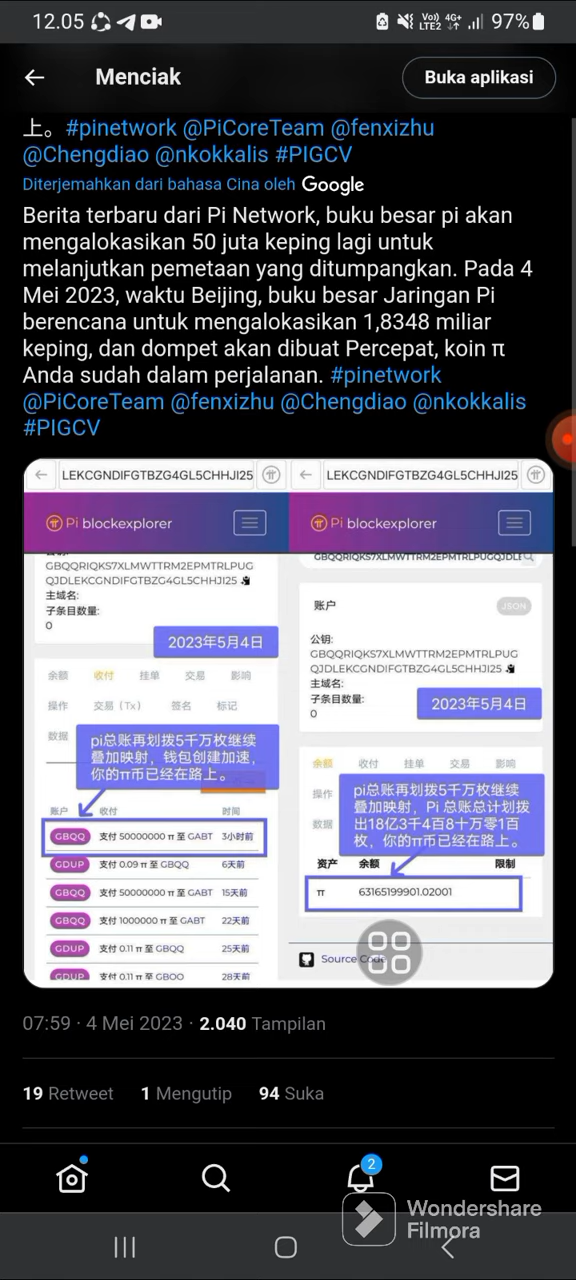 12.05
Vo))
LTE2
4G+
97%
Menciak
Buka aplikasi
上。#pinetwork @PiCoreTeam @fenxizhu
@Chengdiao @nkokkalis #PIGCV
Diterjemahkan dari bahasa Cina oleh Google
Berita terbaru dari Pi Network, buku besar pi akan
mengalokasikan 50 juta keping lagi untuk
melanjutkan pemetaan yang ditumpangkan. Pada 4
Mei 2023, waktu Beijing, buku besar Jaringan Pi
berencana untuk mengalokasikan 1,8348 miliar
keping, dan dompet akan dibuat Percepat, koin π
Anda sudah dalam perjalanan. #pinetwork
@PiCoreTeam @fenxizhu @Chengdiao @nkokkalis
#PIGCV
LEKCGNDIFGTBZG4GL5CHHJI25
Pi blockexplorer
GBQQRIQKS7XLMWTTRM2EPMTRLPUG
QJDLEKCGNDIFGTBZG4GL5CHHJI25
主域名:
子条目数量:
0
2023年5月4日
余额 收付 挂单 交易 影响
操作 交易（Tx） 签名 标记
数据
pi总账再划拨5千万枚继续
叠加映射，钱包创建加速，
你的π币已经在路上。
账户 收付 时间
GBQQ 支付 50000000 π 至 GABT 3小时前
GDUP 支付 0.09 π 至 GBQQ 6天前
GBQQ 支付 50000000 π 至 GABT 15天前
GBQQ 支付 1000000 π 至 GABT 22天前
GDUP 支付 0.11 π 至 GBQQ 25天前
GDUP 支付 0.11 π 至 GBQQ 28天前
LEKCGNDIFGTBZG4GL5CHHJI25
Pi blockexplorer
GBQQRIQKS7XLMWTTRM2EPMTRLPUGQJDLE
账户
JSON
公钥:
GBQQRIQKS7XLMWTTRM2EPMTRLPUG
QJDLEKCGNDIFGTBZG4GL5CHHJI25
主域名:
子条目数量:
0
2023年5月4日
余额 收付 挂单 交易 影响
操作
数据
pi总账再划拨5千万枚继续
叠加映射，Pi 总账总计划拨
出18亿3千4百8十万零1百
枚，你的π币已经在路上。
资产 余额 限制
π 63165199901.02001
Source Code
07:59 · 4 Mei 2023 · 2.040 Tampilan
19 Retweet 1 Mengutip 94 Suka
2
Wondershare
Filmora